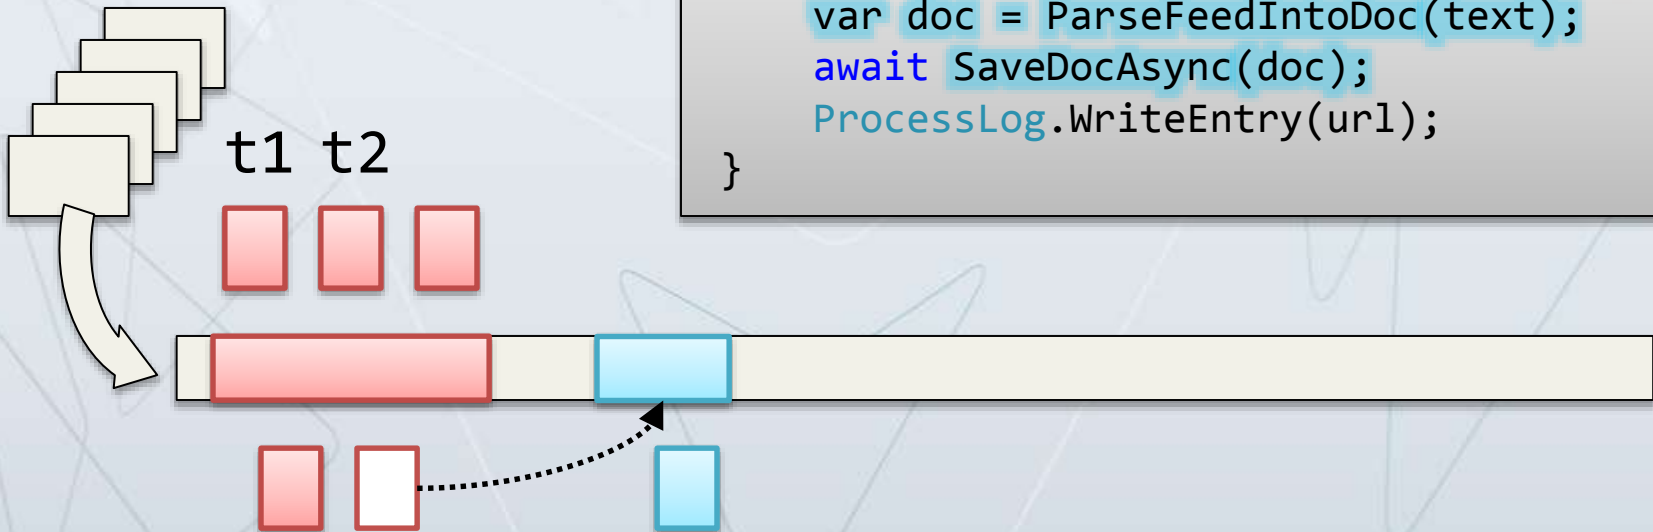 var doc = ParseFeedIntoDoc(text);
await SaveDocAsync(doc);
ProcessLog.WriteEntry(url);
}
t1 t2